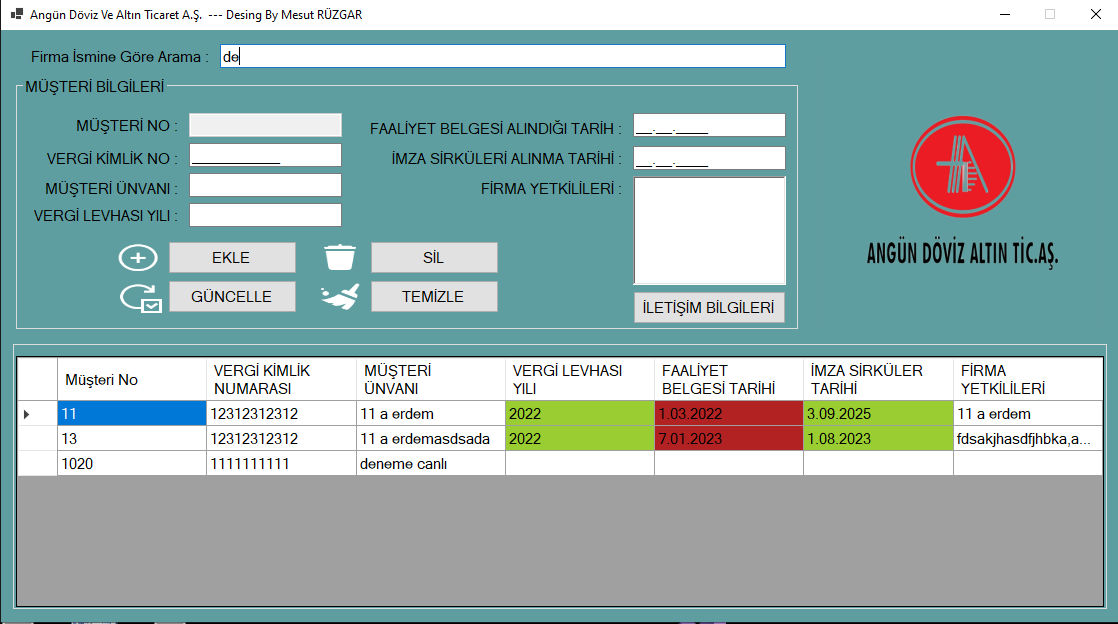 Angün Döviz Ve Altın Ticaret A.Ş. --- Desing By Mesut RÜZGAR
Firma İsmine Göre Arama : de
MÜŞTERİ BİLGİLERİ
MÜŞTERİ NO :
VERGİ KİMLİK NO : ___________
MÜŞTERİ ÜNVANI :
VERGİ LEVHASI YILI :
FAALİYET BELGESİ ALINDIĞI TARİH : __.__.____
İMZA SİRKÜLERİ ALINMA TARİHİ : __.__.____
FİRMA YETKİLİLERİ :
EKLE
SİL
GÜNCELLE
TEMİZLE
İLETİŞİM BİLGİLERİ
ANGÜN DÖVİZ ALTIN TİC.AŞ.
Müşteri No VERGİ KİMLİK NUMARASI MÜŞTERİ ÜNVANI VERGİ LEVHASI YILI FAALİYET BELGESİ TARİHİ İMZA SİRKÜLER TARİHİ FİRMA YETKİLİLERİ
11 12312312312 11 a erdem 2022 1.03.2022 3.09.2025 11 a erdem
13 12312312312 11 a erdemasdsada 2022 7.01.2023 1.08.2023 fdsakjhasdfjhbka,a...
1020 1111111111 deneme canlı